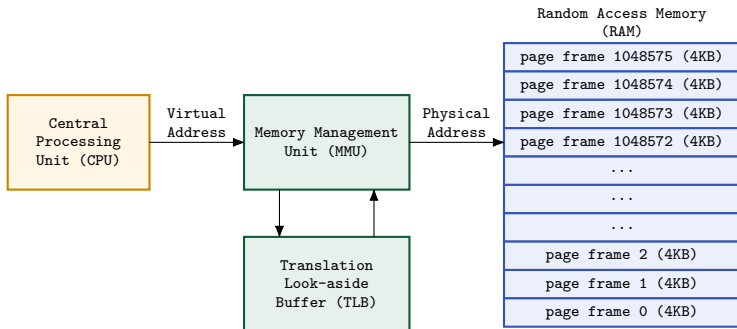 Random Access Memory
(RAM)
page frame 1048575 (4KB)
page frame 1048574 (4KB)
page frame 1048573 (4KB)
page frame 1048572 (4KB)
...
...
...
page frame 2 (4KB)
page frame 1 (4KB)
page frame 0 (4KB)
Central
Processing
Unit (CPU)
Virtual
Address
Memory Management
Unit (MMU)
Physical
Address
Translation
Look-aside
Buffer (TLB)